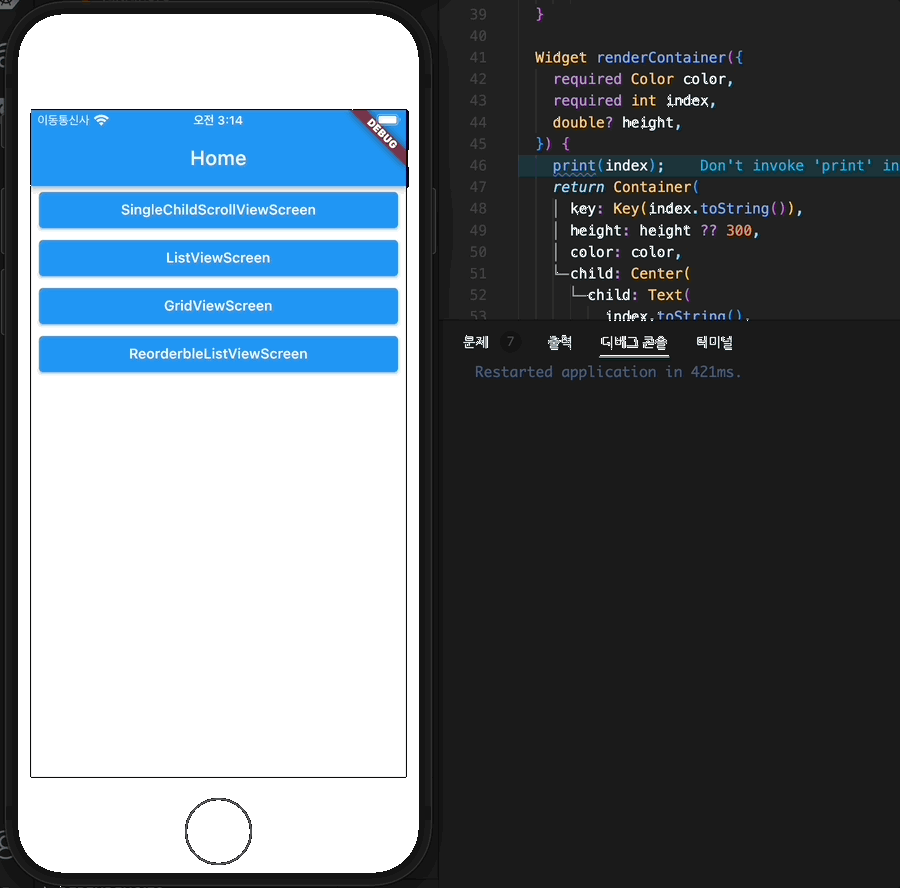 이동통신사 오전 3:14
DEBUG
Home
SingleChildScrollViewScreen
ListViewScreen
GridViewScreen
ReorderbleListViewScreen
39 }
40
41 Widget renderContainer({
42 required Color color,
43 required int index,
44 double? height,
45 }) {
46 print(index); Don't invoke 'print' in
47 return Container(
48 key: Key(index.toString()),
49 height: height ?? 300,
50 color: color,
51 child: Center(
52 child: Text(
53 index.toString(),
문제 7 출력 디버그 콘솔 터미널
Restarted application in 421ms.